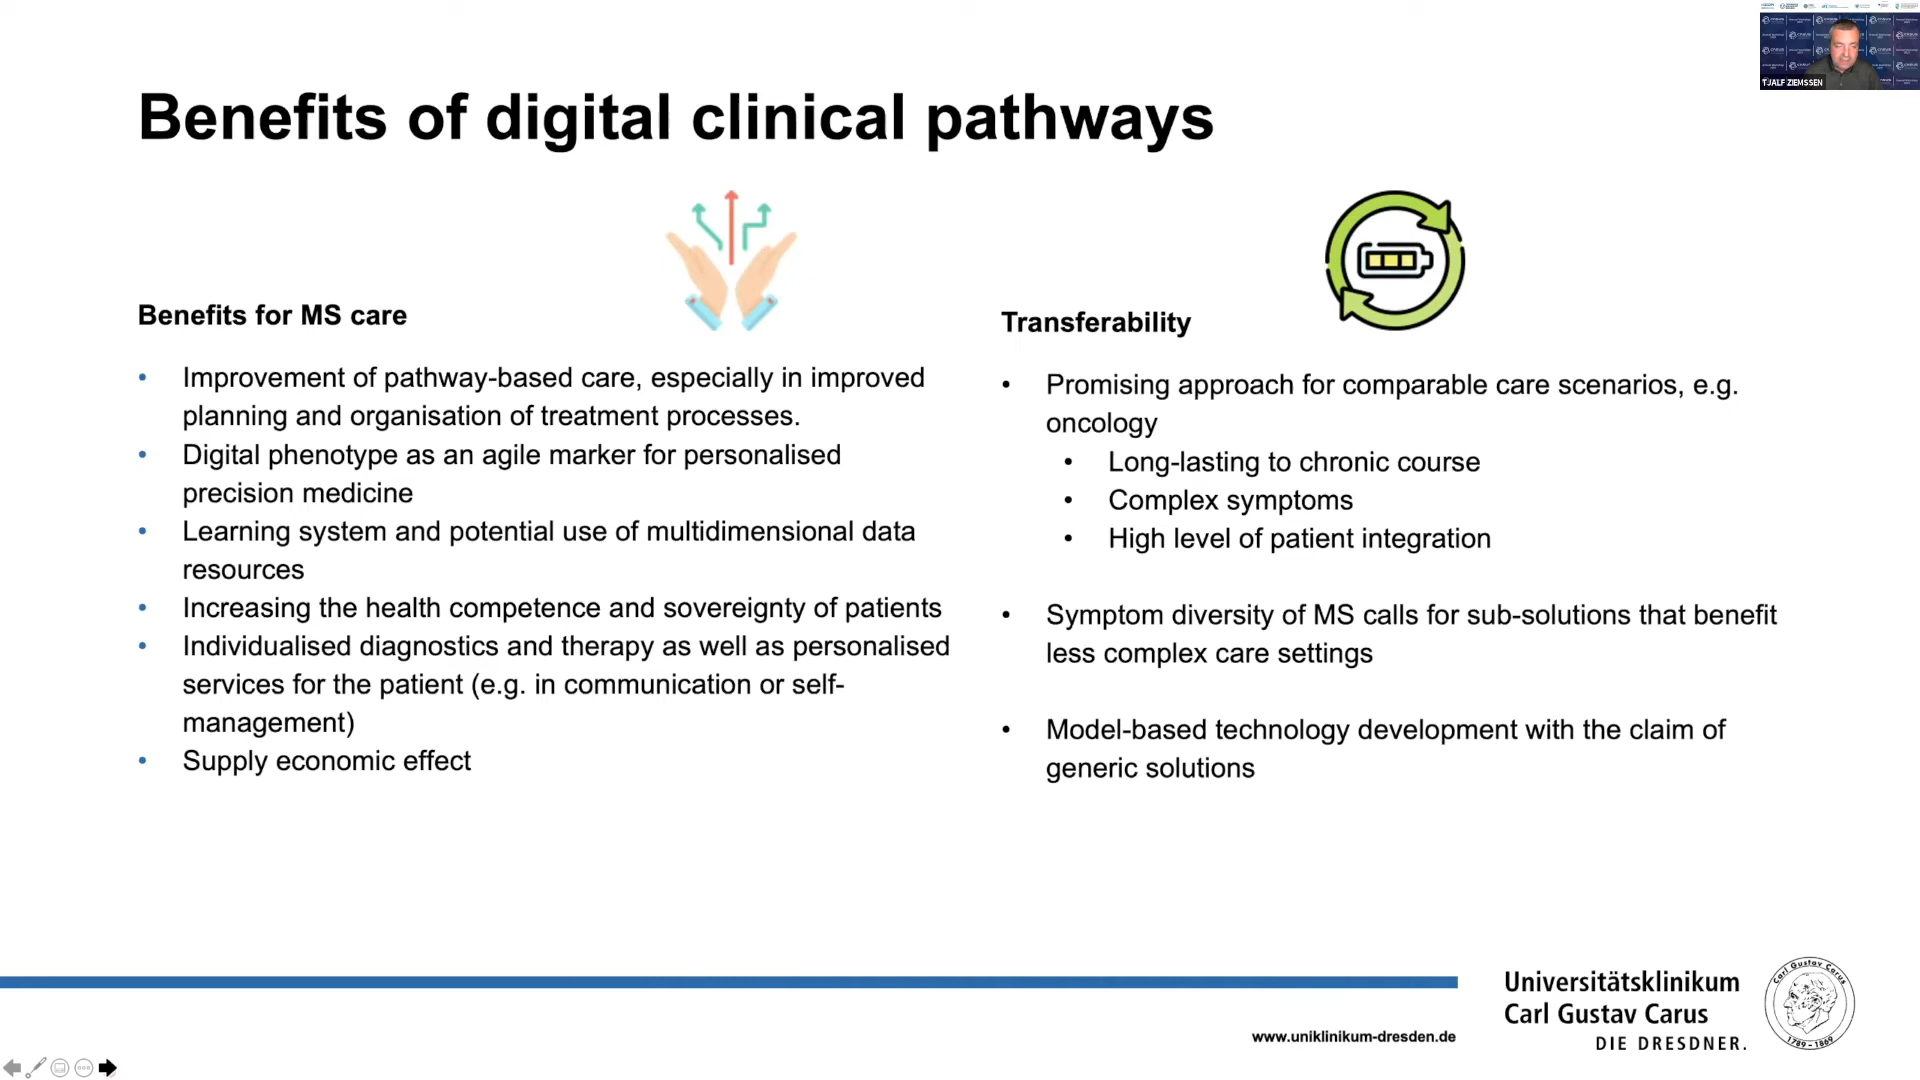 Benefits of digital clinical pathways
TJALF ZIEMSSEN
Benefits for MS care
• Improvement of pathway-based care, especially in improved
planning and organisation of treatment processes.
• Digital phenotype as an agile marker for personalised
precision medicine
• Learning system and potential use of multidimensional data
resources
• Increasing the health competence and sovereignty of patients
• Individualised diagnostics and therapy as well as personalised
services for the patient (e.g. in communication or self-
management)
• Supply economic effect
Transferability
• Promising approach for comparable care scenarios, e.g.
oncology
• Long-lasting to chronic course
• Complex symptoms
• High level of patient integration
• Symptom diversity of MS calls for sub-solutions that benefit
less complex care settings
• Model-based technology development with the claim of
generic solutions
www.uniklinikum-dresden.de
Universitätsklinikum
Carl Gustav Carus
DIE DRESDNER.
Carl Gustav Carus
1789-1869